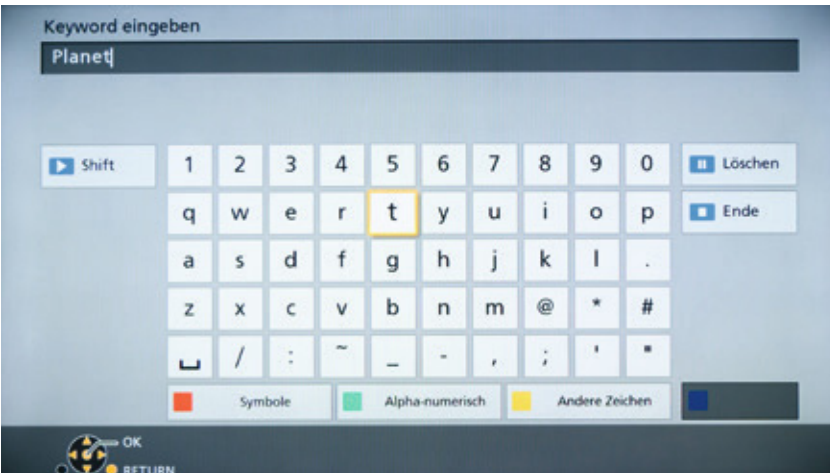 Keyword eingeben
Planet
Shift 1 2 3 4 5 6 7 8 9 0 Löschen
q w e r t y u i o p Ende
a s d f g h j k l .
z x c v b n m @ * #
␣ / : ~ _ - , ; ' "
Symbole Alpha-numerisch Andere Zeichen
OK
RETURN